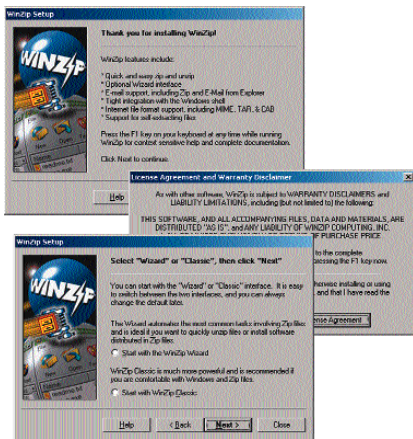 WinZip Setup
WINZIP
Thank you for installing WinZip!
WinZip features include:
* Quick and easy zip and unzip
* Optional Wizard interface
* E-mail support, including Zip and E-Mail from Explorer
* Tight integration with the Windows shell
* Internet file format support, including MIME, TAR, & CAB
* Support for self-extracting files
Press the F1 key on your keyboard at any time while running
WinZip for context sensitive help and complete documentation.
Click Next to continue.
Help
License Agreement and Warranty Disclaimer
As with other software, WinZip is subject to WARRANTY DISCLAIMERS and
LIABILITY LIMITATIONS, including (but not limited to) the following:
THIS SOFTWARE, AND ALL ACCOMPANYING FILES, DATA AND MATERIALS, ARE
DISTRIBUTED "AS IS", and ANY LIABILITY OF WINZIP COMPUTING, INC.
OF PURCHASE PRICE.
to the complete
pressing the F1 key now.
otherwise installing or using
and that I have read the
ense Agreement
WinZip Setup
WINZIP
Select "Wizard" or "Classic", then click "Next"
You can start with the "Wizard" or "Classic" interface. It is easy
to switch between the two interfaces, and you can always
change the default later.
The Wizard automates the most common tasks involving Zip files
and is ideal if you want to quickly unzip files or install software
distributed in Zip files.
Start with the WinZip Wizard
WinZip Classic is much more powerful and is recommended if
you are comfortable with Windows and Zip files.
Start with WinZip Classic
Help
< Back
Next >
Close